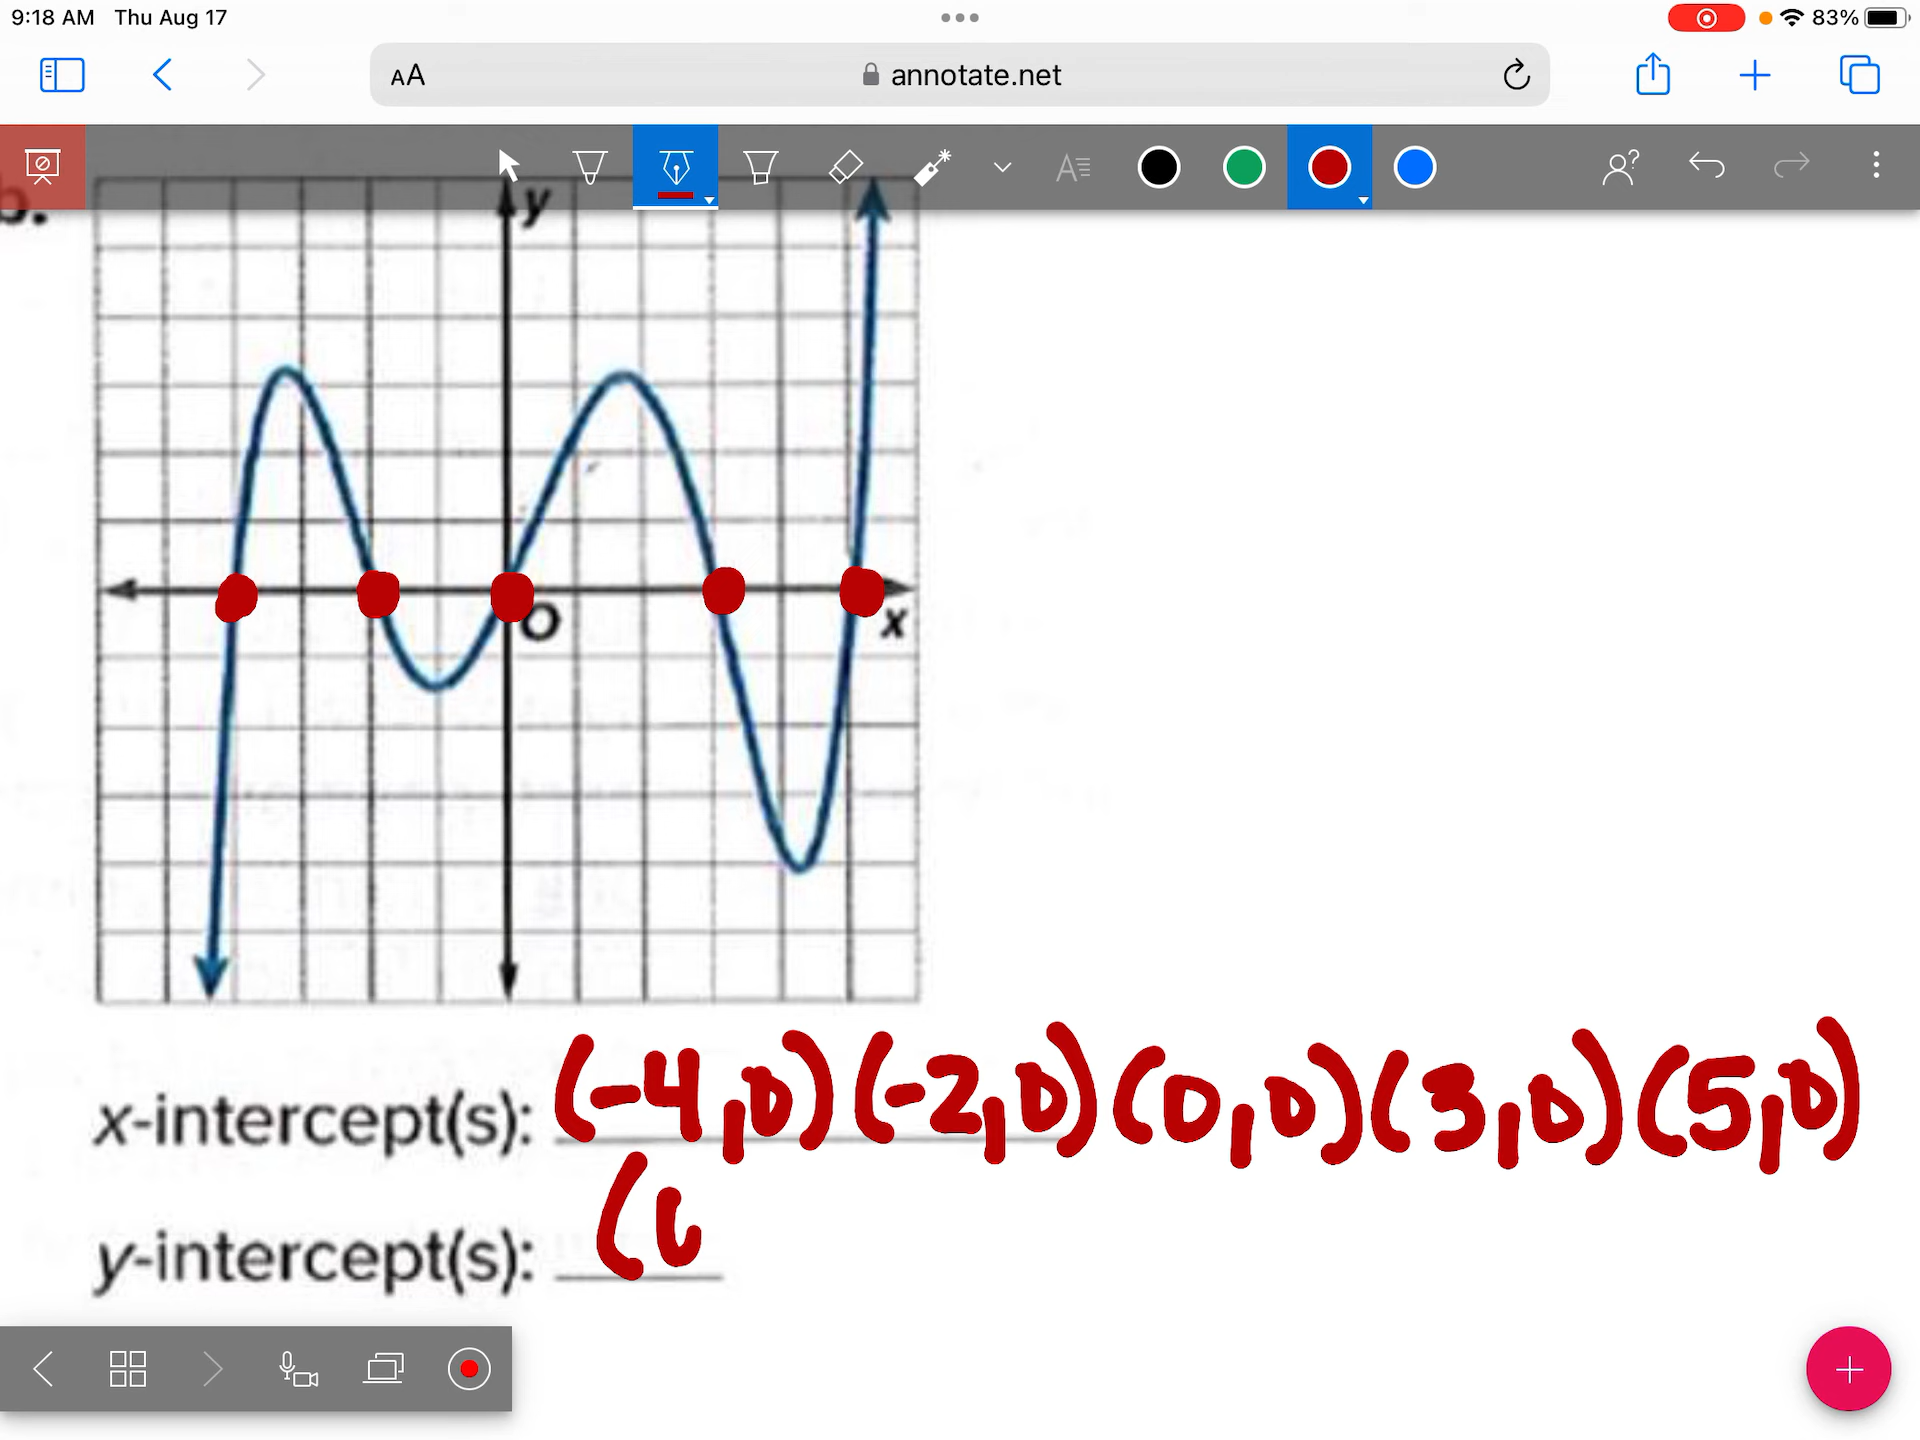 9:18 AM Thu Aug 17
83%
AA annotate.net
b.
y
O
x
x-intercept(s): (-4,0)(-2,0)(0,0)(3,0)(5,0)
y-intercept(s): (